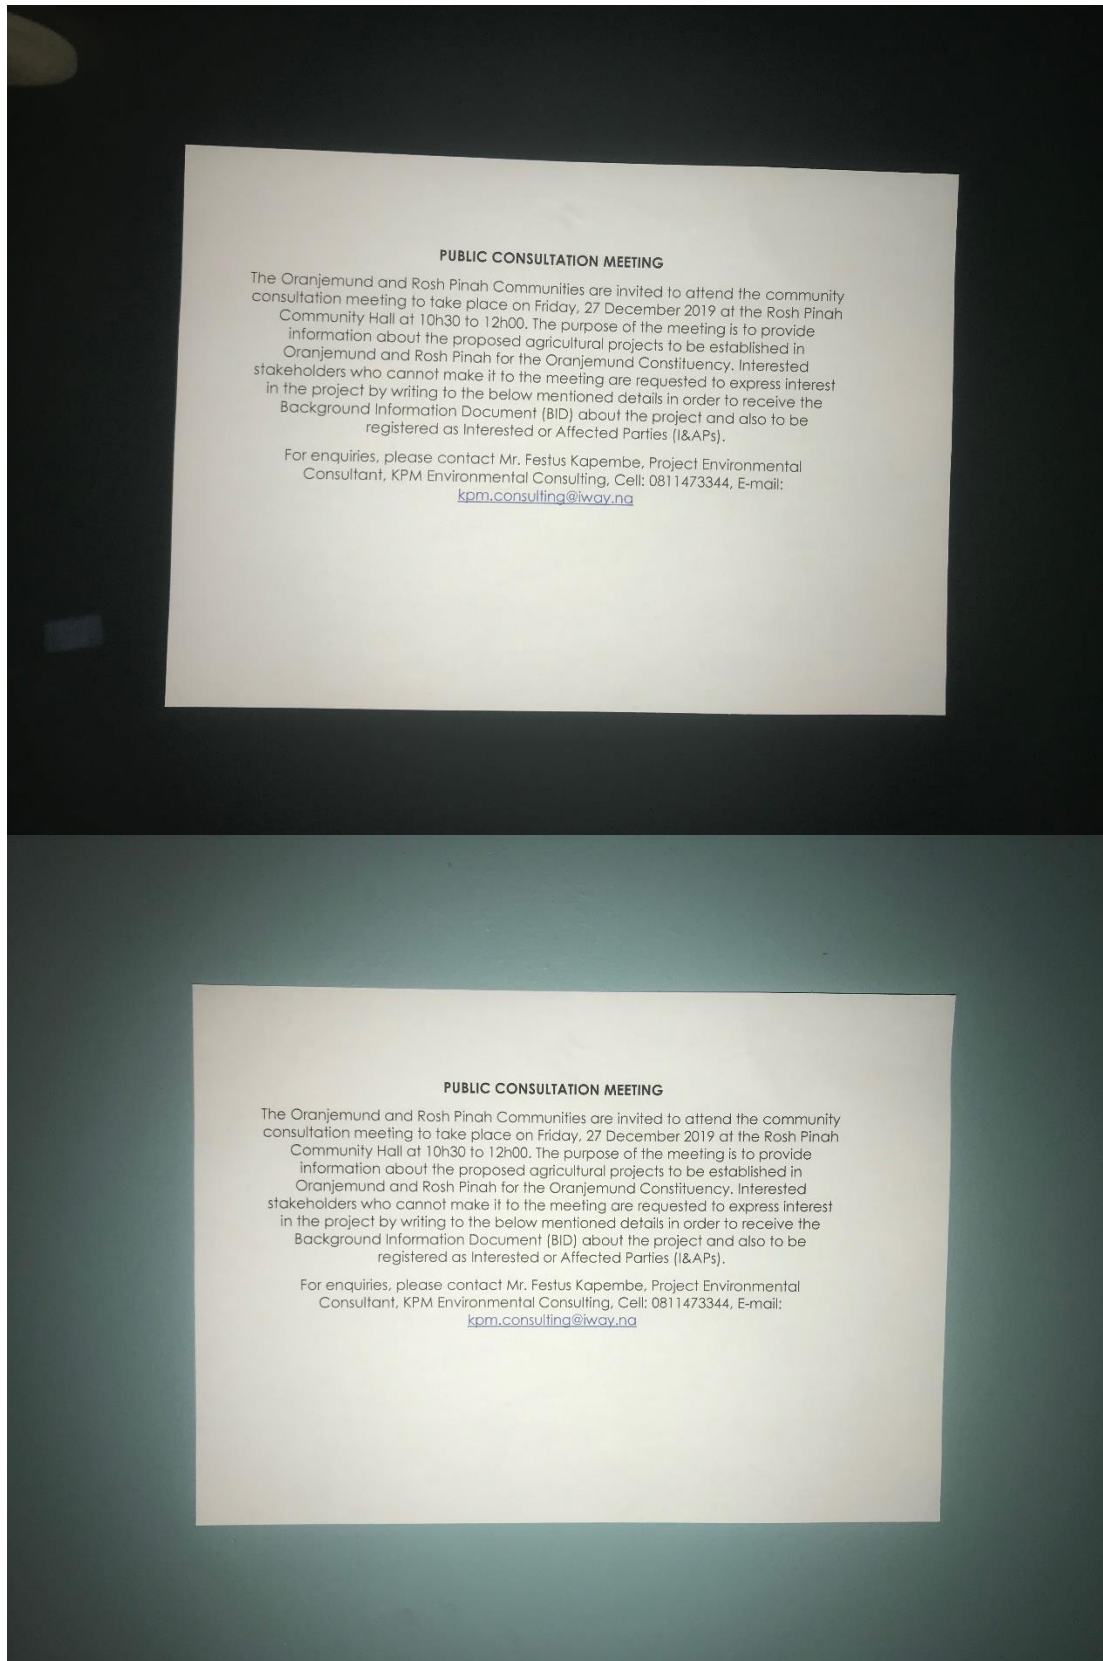 PUBLIC CONSULTATION MEETING
The Oranjemund and Rosh Pinah Communities are invited to attend the community
consultation meeting to take place on Friday, 27 December 2019 at the Rosh Pinah
Community Hall at 10h30 to 12h00. The purpose of the meeting is to provide
information about the proposed agricultural projects to be established in
Oranjemund and Rosh Pinah for the Oranjemund Constituency. Interested
stakeholders who cannot make it to the meeting are requested to express interest
in the project by writing to the below mentioned details in order to receive the
Background Information Document (BID) about the project and also to be
registered as Interested or Affected Parties (I&APs).
For enquiries, please contact Mr. Festus Kapembe, Project Environmental
Consultant, KPM Environmental Consulting, Cell: 0811473344, E-mail:
kpm.consulting@iway.na
PUBLIC CONSULTATION MEETING
The Oranjemund and Rosh Pinah Communities are invited to attend the community
consultation meeting to take place on Friday, 27 December 2019 at the Rosh Pinah
Community Hall at 10h30 to 12h00. The purpose of the meeting is to provide
information about the proposed agricultural projects to be established in
Oranjemund and Rosh Pinah for the Oranjemund Constituency. Interested
stakeholders who cannot make it to the meeting are requested to express interest
in the project by writing to the below mentioned details in order to receive the
Background Information Document (BID) about the project and also to be
registered as Interested or Affected Parties (I&APs).
For enquiries, please contact Mr. Festus Kapembe, Project Environmental
Consultant, KPM Environmental Consulting, Cell: 0811473344, E-mail:
kpm.consulting@iway.na